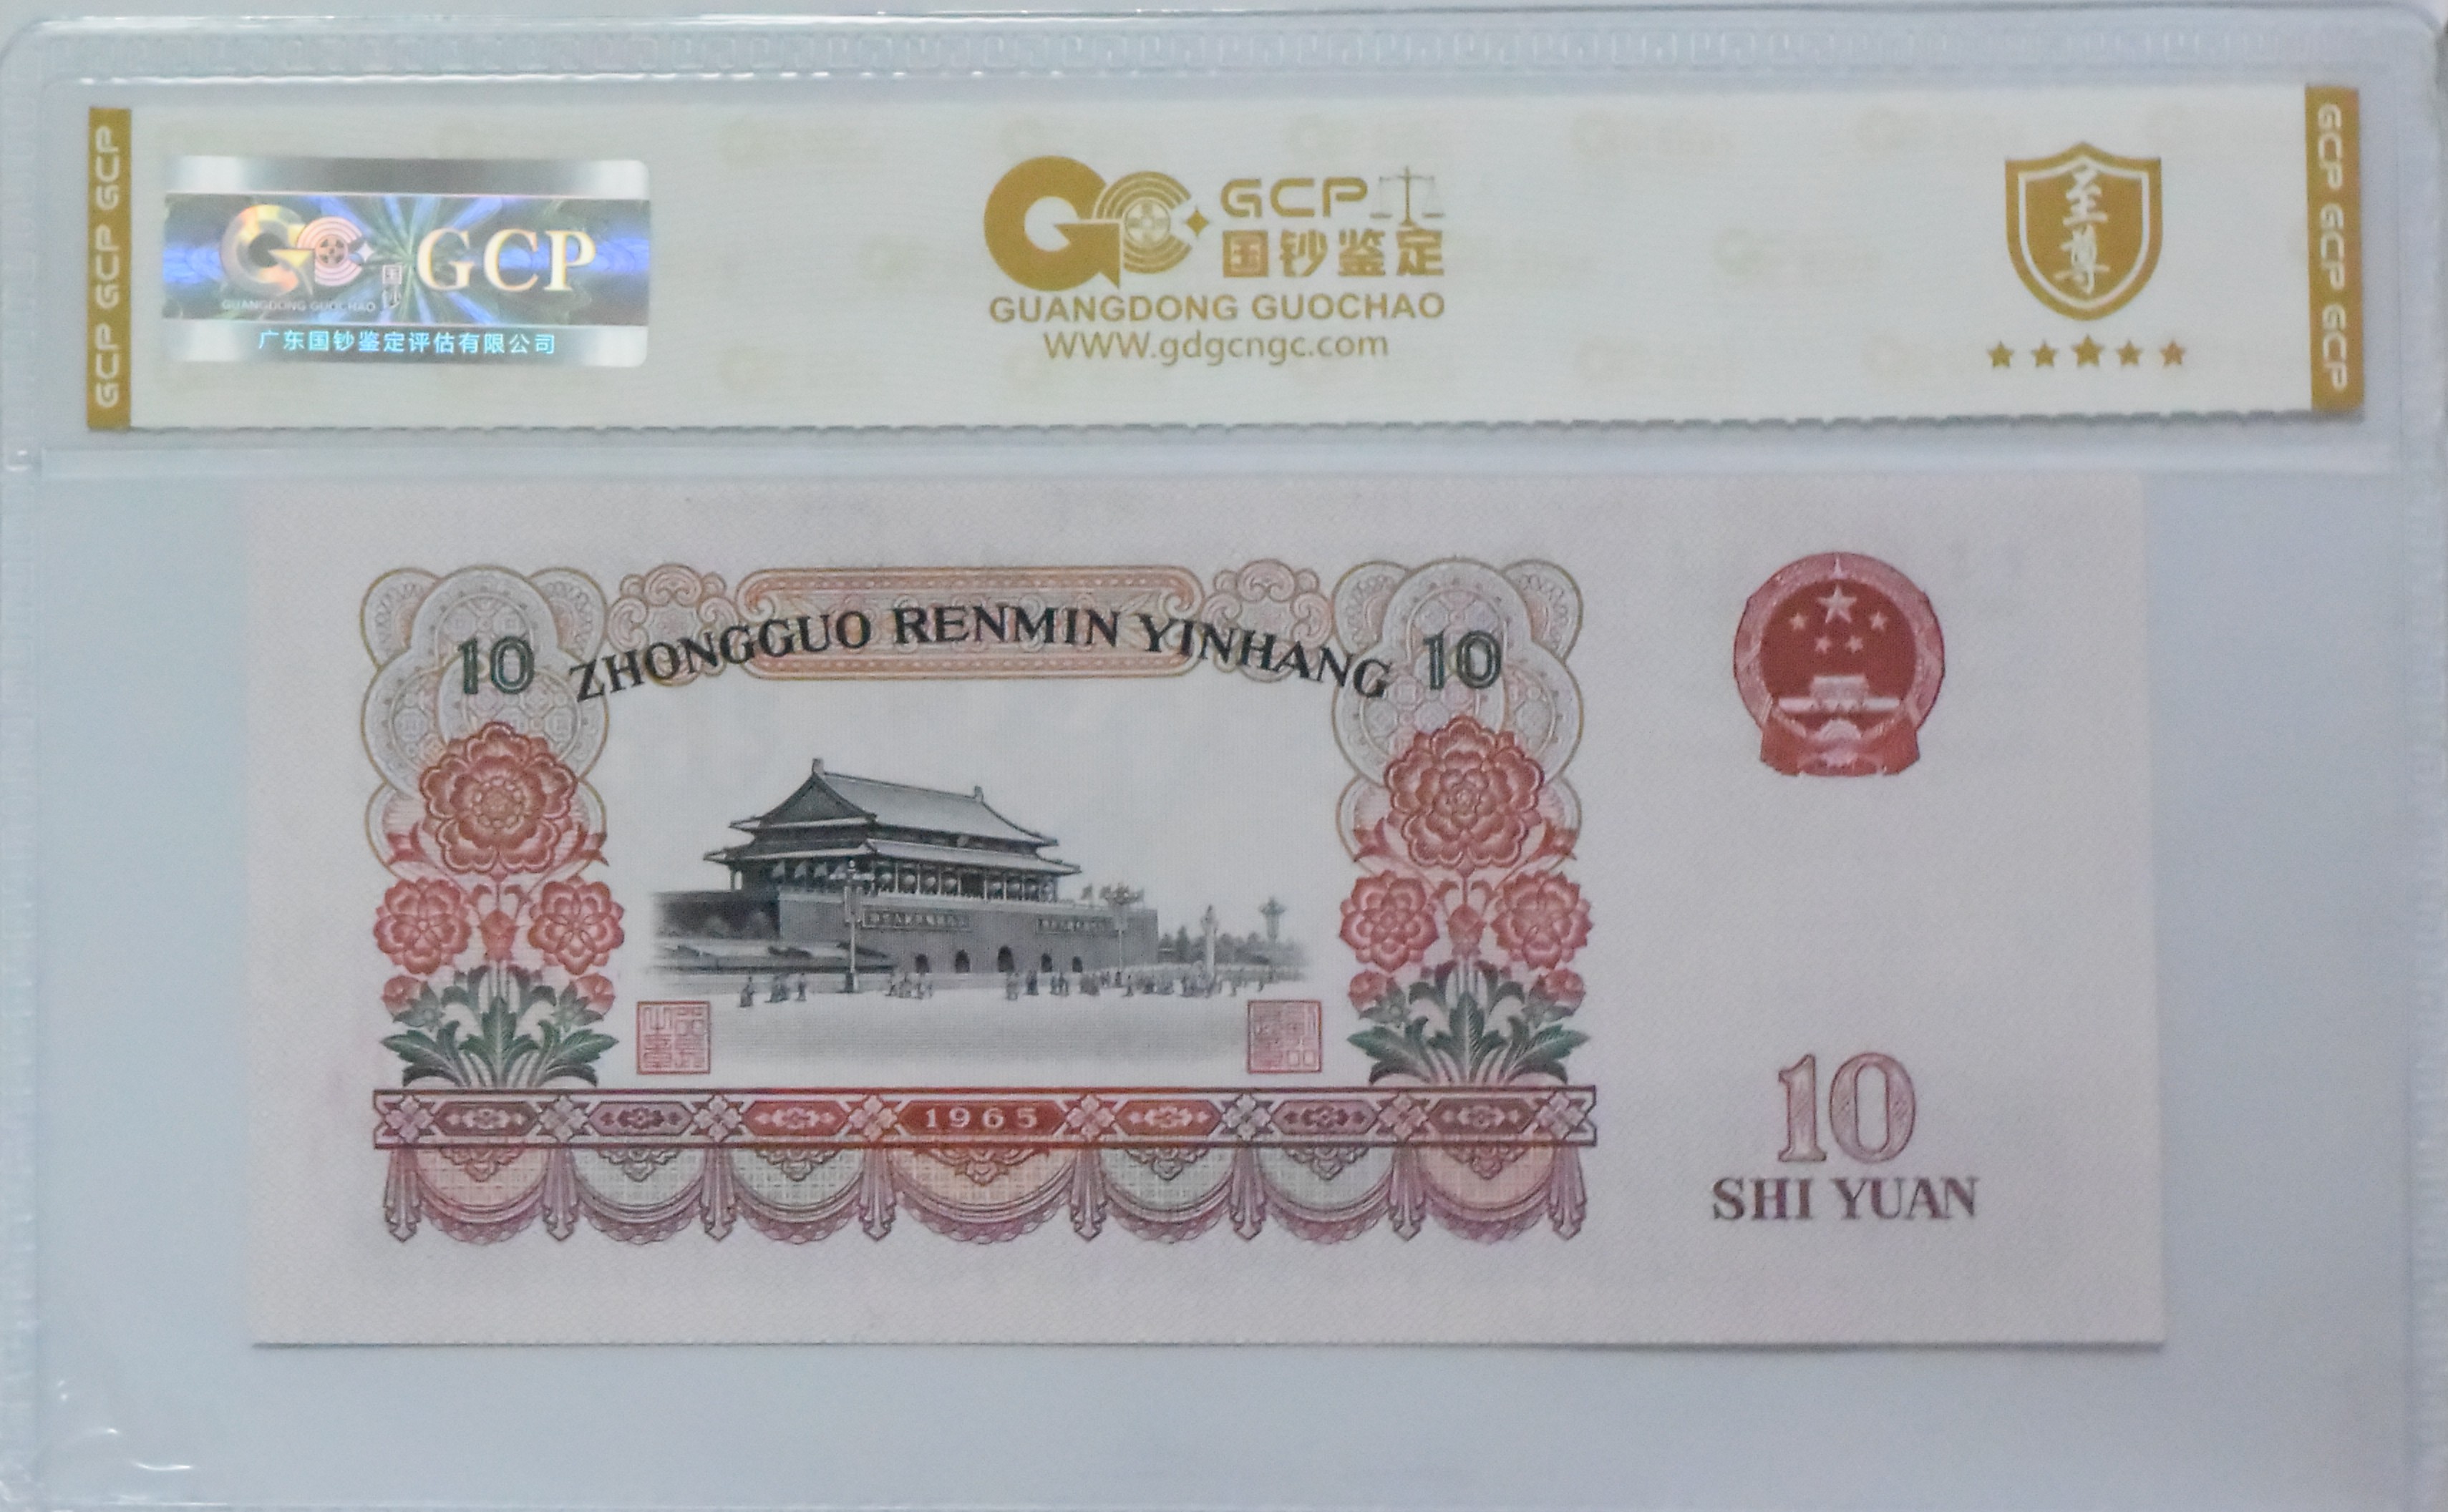 GCP GCP GCP
国钞
GCP
GUANGDONG GUOCHAO
广东国钞鉴定评估有限公司
GCP
国钞鉴定
GUANGDONG GUOCHAO
WWW.gdgcngc.com
至尊
GCP GCP GCP
10 ZHONGGUO RENMIN YINHANG 10
1965
10
SHI YUAN